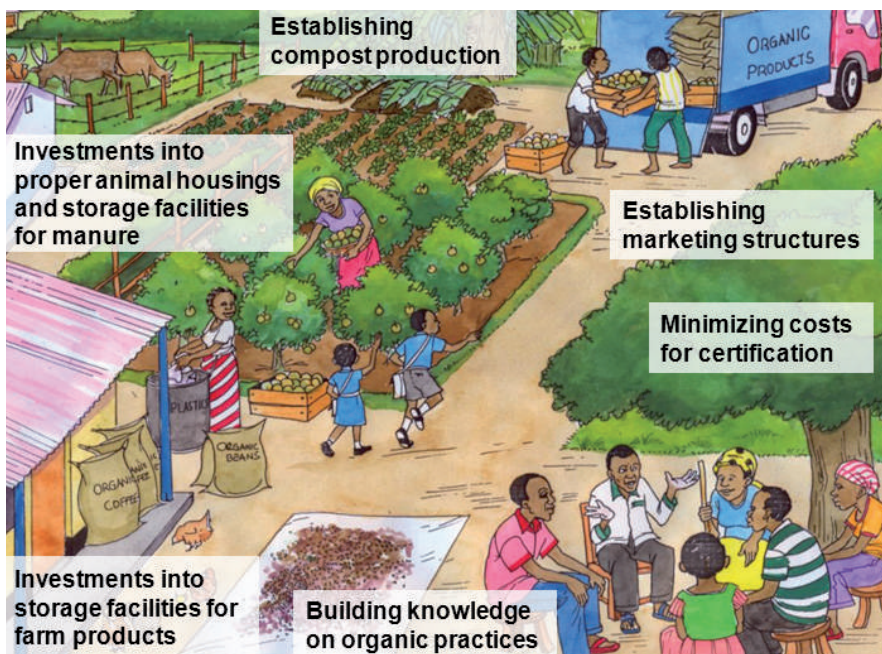 Establishing
compost production
ORGANIC
PRODUCTS
Investments into
proper animal housings
and storage facilities
for manure
Establishing
marketing structures
Minimizing costs
for certification
PLASTIC
ORGANIC
BEANS
ORGANIC
COFFEE
Investments into
storage facilities for
farm products
Building knowledge
on organic practices